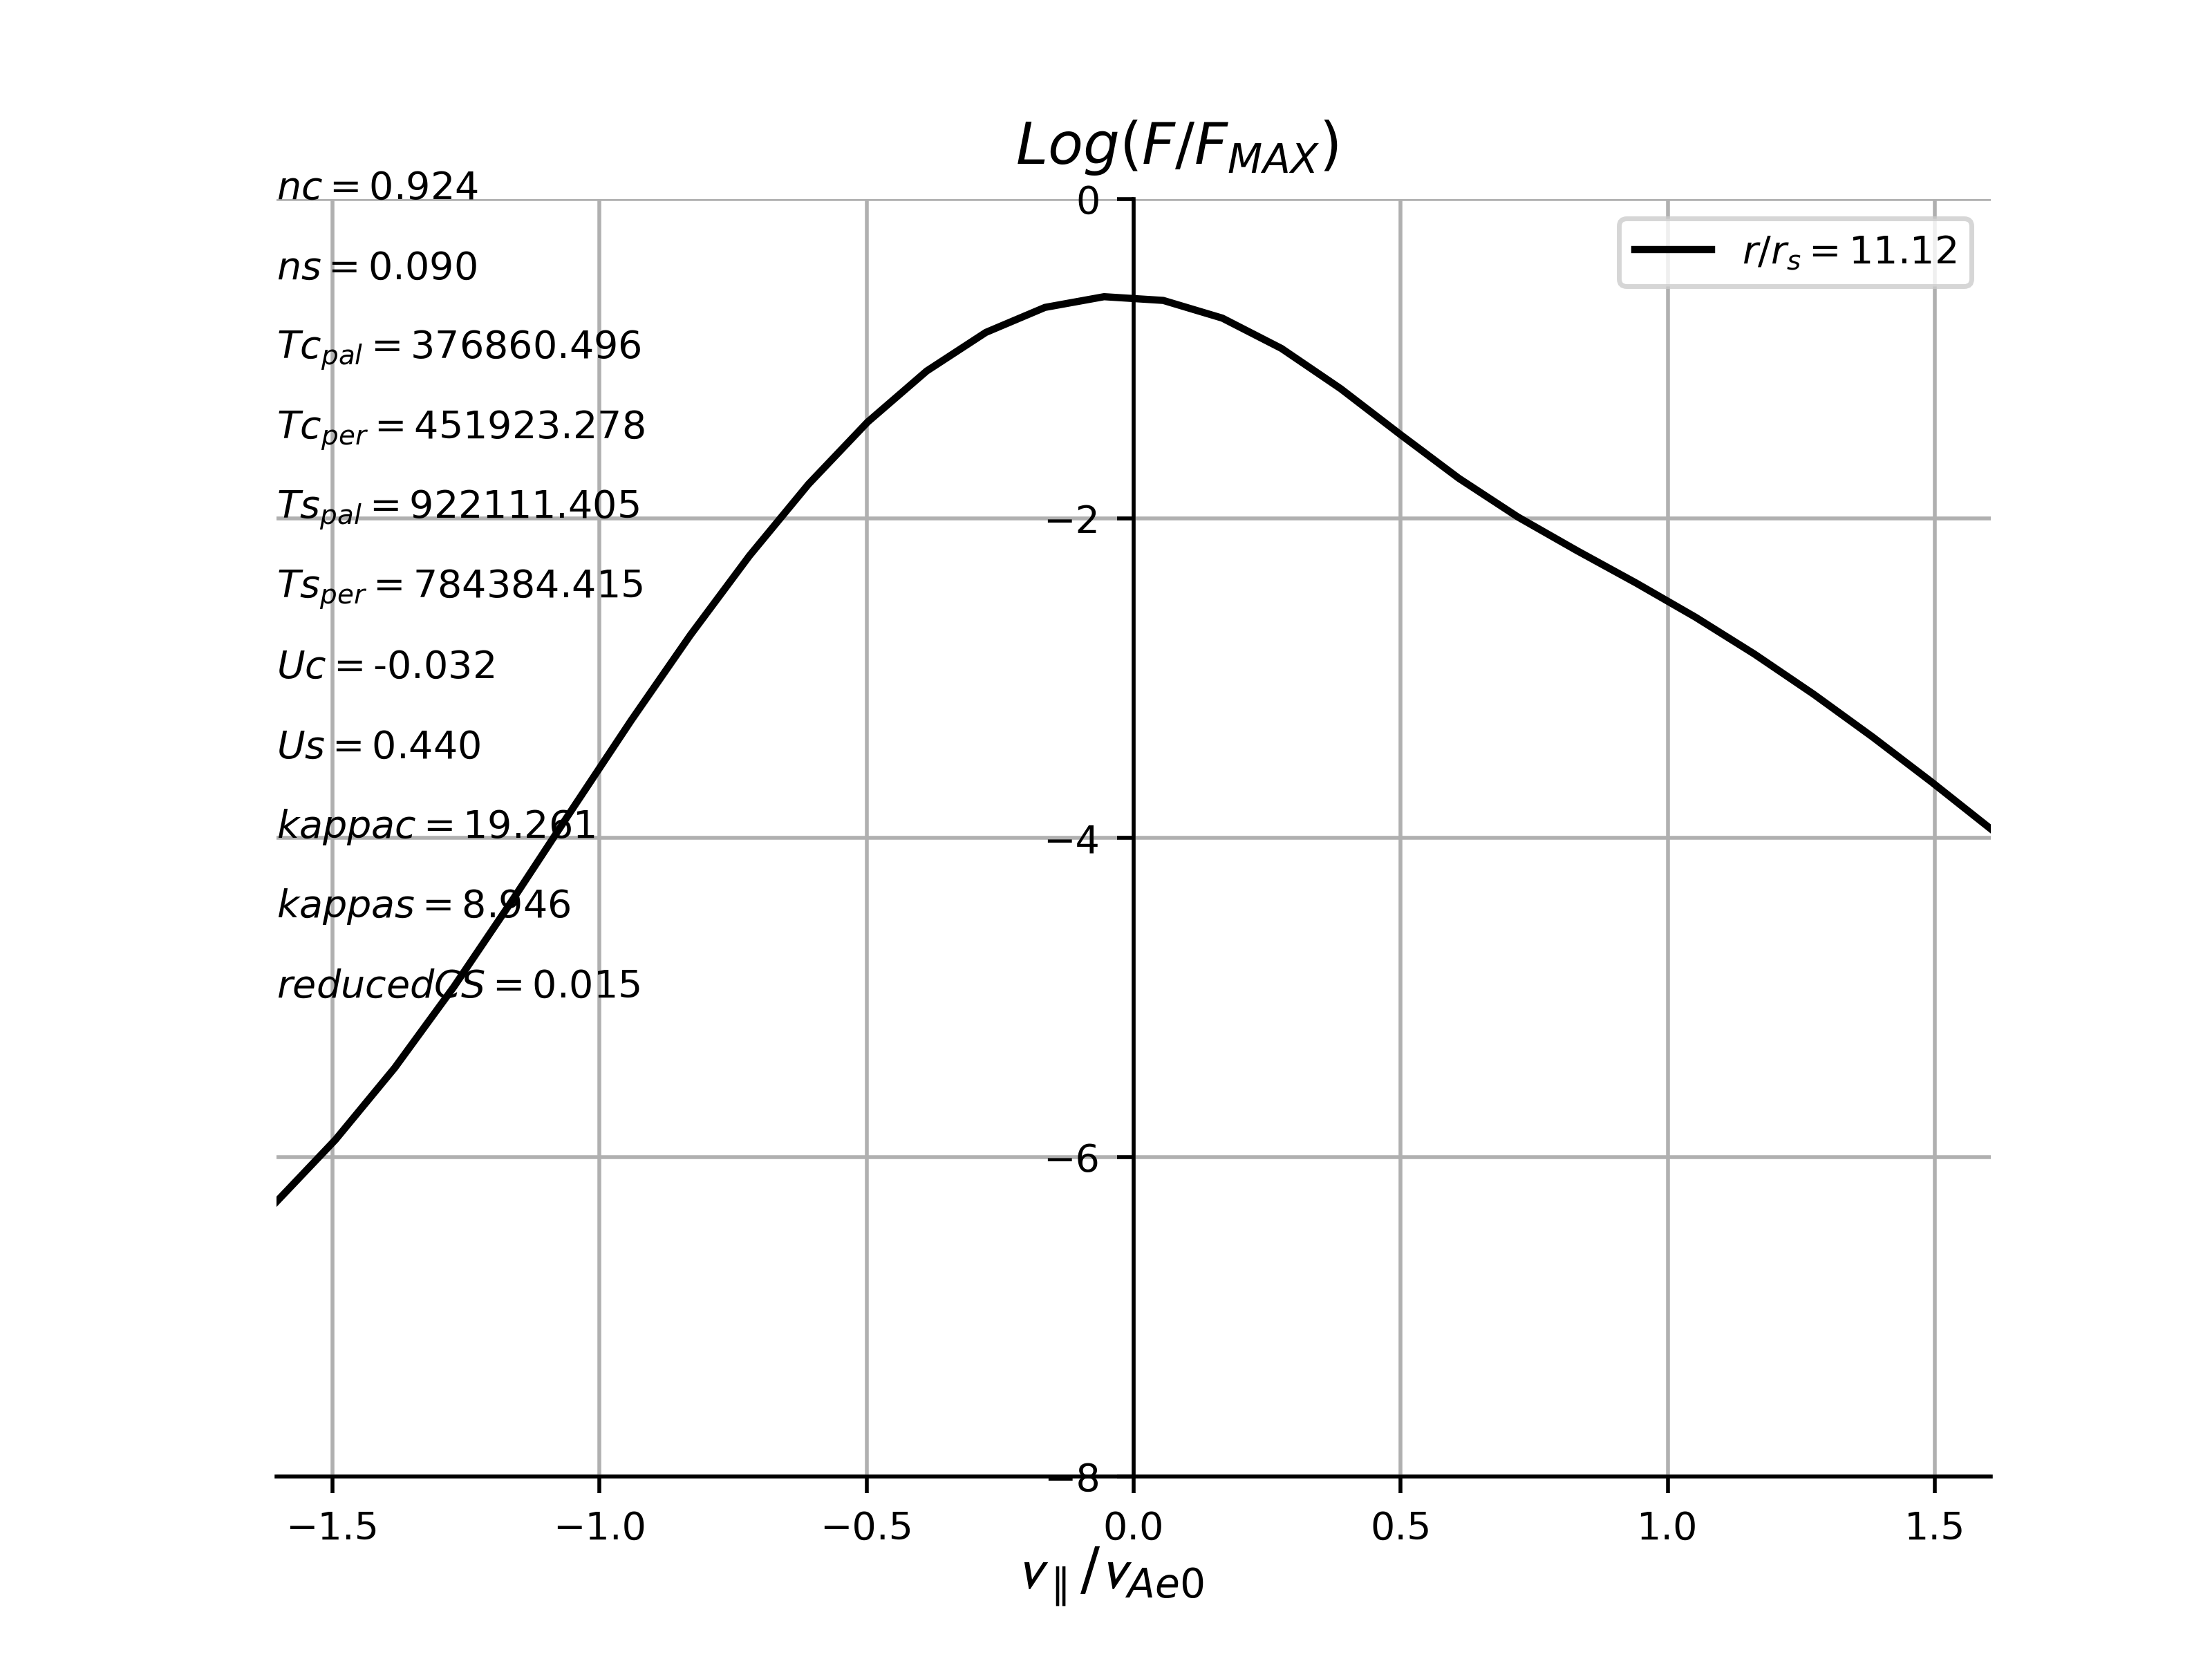 Log(F/F_MAX)
nc = 0.924
ns = 0.090
Tc_pal = 376860.496
Tc_per = 451923.278
Ts_pal = 922111.405
Ts_per = 784384.415
Uc = -0.032
Us = 0.440
kappac = 19.261
kappas = 8.946
reducedCS = 0.015
r/r_s = 11.12
0
−2
−4
−6
−8
−1.5 −1.0 −0.5 0.0 0.5 1.0 1.5
v_∥/v_Ae0